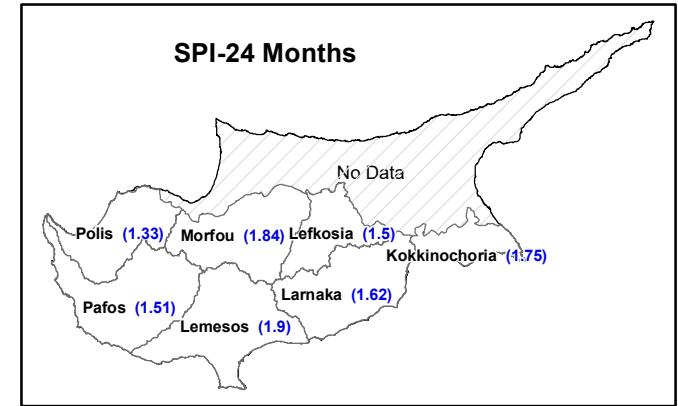 SPI-24 Months
No Data
Polis (1.33)
Morfou (1.84)
Lefkosia (1.5)
Kokkinochoria (1.75)
Pafos (1.51)
Larnaka (1.62)
Lemesos (1.9)